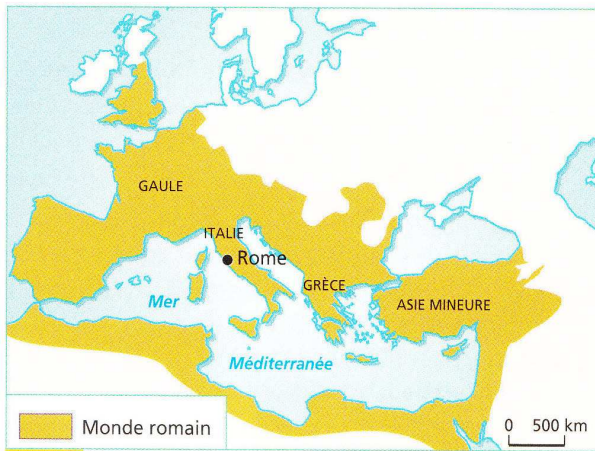 GAULE
ITALIE
Rome
GRÈCE
ASIE MINEURE
Mer
Méditerranée
Monde romain
0 500 km